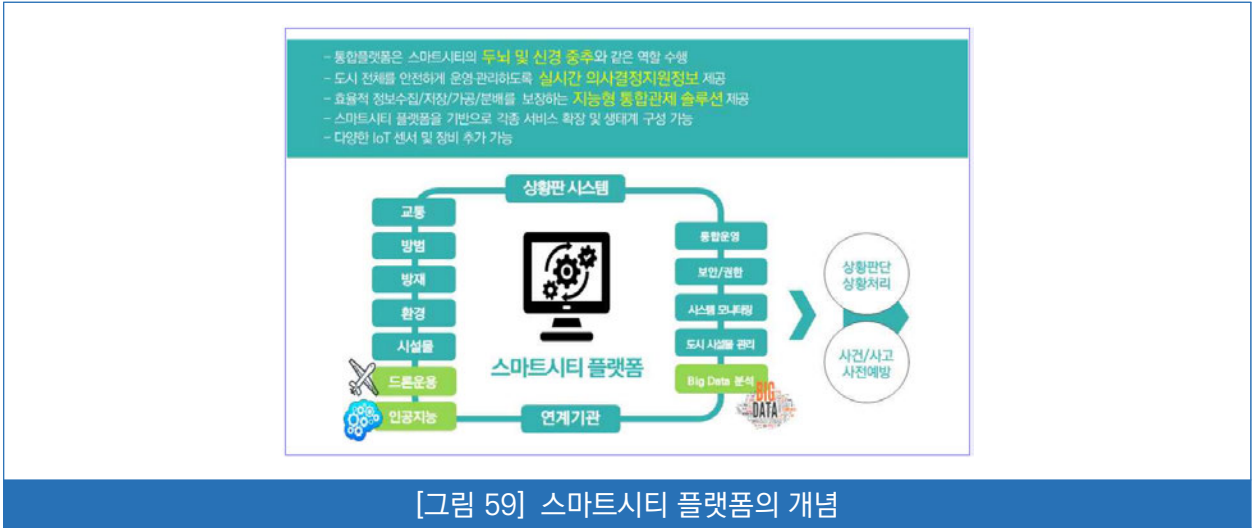 - 통합플랫폼은 스마트시티의 두뇌 및 신경 중추와 같은 역할 수행
- 도시 전체를 안전하게 운영·관리하도록 실시간 의사결정지원정보 제공
- 효율적 정보수집/저장/가공/분배를 보장하는 지능형 통합관제 솔루션 제공
- 스마트시티 플랫폼을 기반으로 각종 서비스 확장 및 생태계 구성 가능
- 다양한 IoT 센서 및 장비 추가 가능
상황판 시스템
교통
방범
방재
환경
시설물
드론운용
인공지능
스마트시티 플랫폼
연계기관
통합운영
보안/권한
시스템 모니터링
도시 시설물 관리
Big Data 분석
BIG
DATA
상황판단
상황처리
사건/사고
사전예방
[그림 59] 스마트시티 플랫폼의 개념